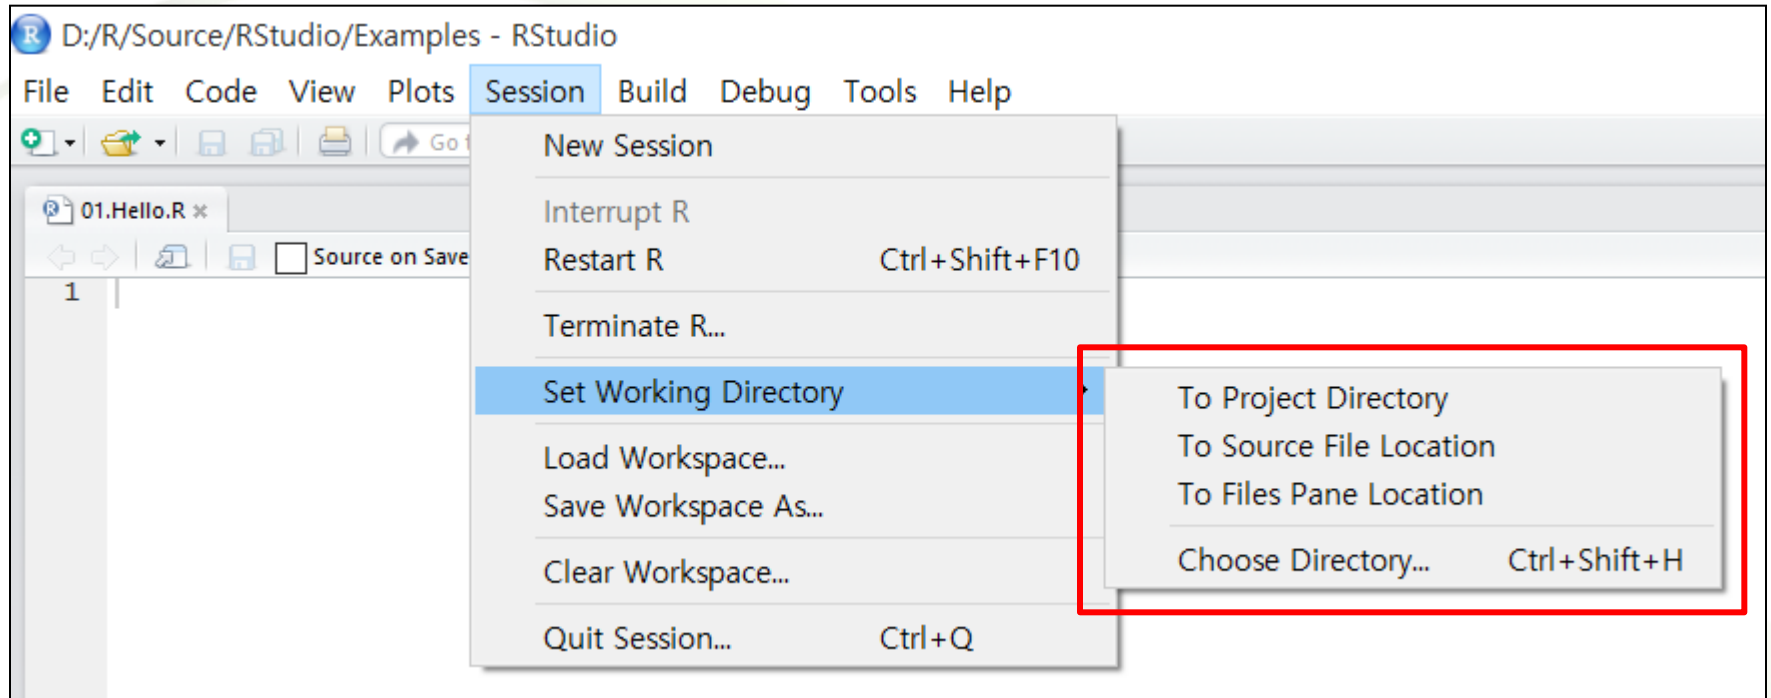 D:/R/Source/RStudio/Examples - RStudio
File Edit Code View Plots Session Build Debug Tools Help
Go t
New Session
01.Hello.R
Interrupt R
Source on Save
Restart R Ctrl+Shift+F10
1
Terminate R...
Set Working Directory
To Project Directory
To Source File Location
Load Workspace...
To Files Pane Location
Save Workspace As...
Choose Directory... Ctrl+Shift+H
Clear Workspace...
Quit Session... Ctrl+Q